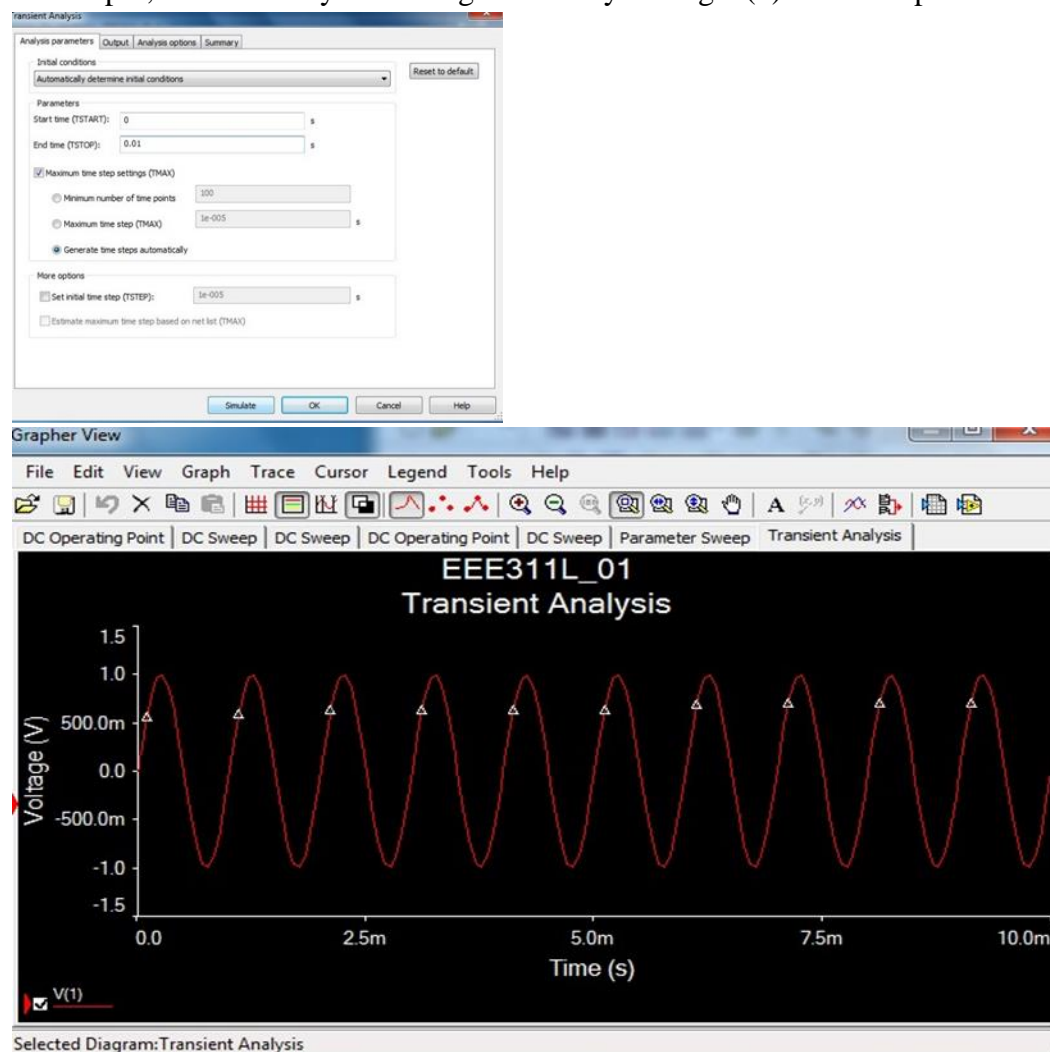 Transient Analysis
Analysis parameters Output Analysis options Summary
Initial conditions
Automatically determine initial conditions
Reset to default
Parameters
Start time (TSTART): 0 s
End time (TSTOP): 0.01 s
Maximum time step settings (TMAX)
Minimum number of time points 100
Maximum time step (TMAX) 1e-005 s
Generate time steps automatically
More options
Set initial time step (TSTEP): 1e-005 s
Estimate maximum time step based on net list (TMAX)
Simulate OK Cancel Help
Grapher View
File Edit View Graph Trace Cursor Legend Tools Help
A (x,y)
DC Operating Point DC Sweep DC Sweep DC Operating Point DC Sweep Parameter Sweep Transient Analysis
EEE311L_01
Transient Analysis
1.5
1.0
500.0m
0.0
-500.0m
-1.0
-1.5
Voltage (V)
0.0 2.5m 5.0m 7.5m 10.0m
Time (s)
V(1)
Selected Diagram:Transient Analysis